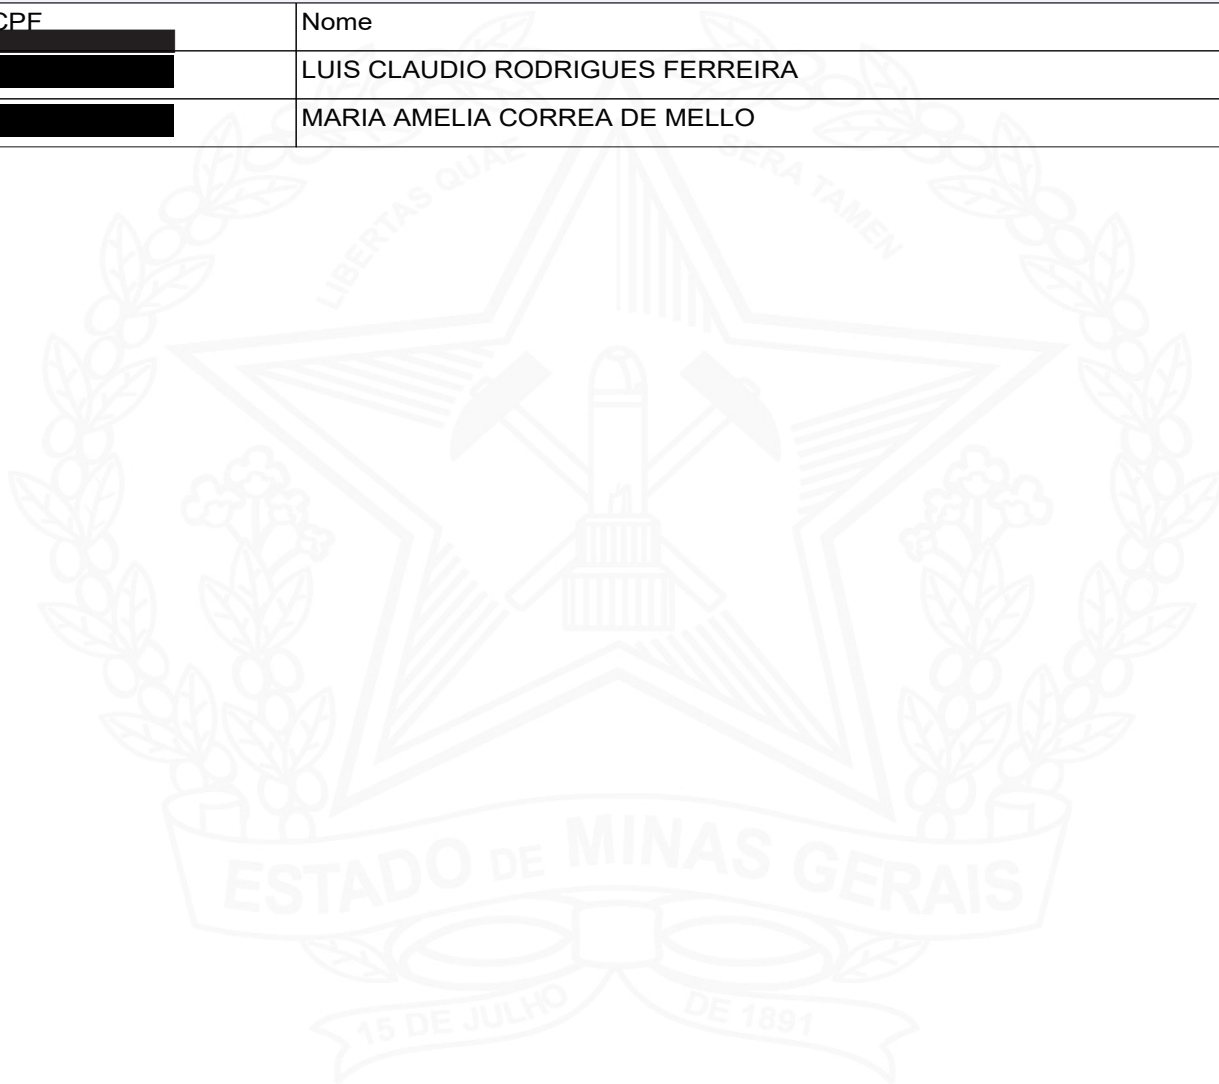 CPF Nome
LUIS CLAUDIO RODRIGUES FERREIRA
MARIA AMELIA CORREA DE MELLO
LIBERTAS QUAE SERA TAMEN
ESTADO DE MINAS GERAIS
15 DE JULHO DE 1891